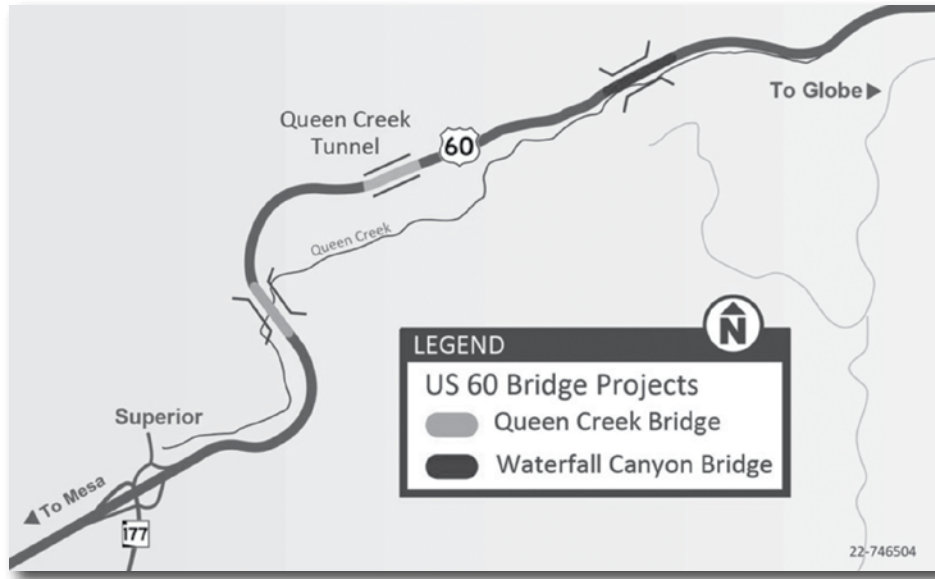 To Globe
Queen Creek
Tunnel
60
Queen Creek
Superior
To Mesa
177
N
LEGEND
US 60 Bridge Projects
Queen Creek Bridge
Waterfall Canyon Bridge
22-746504